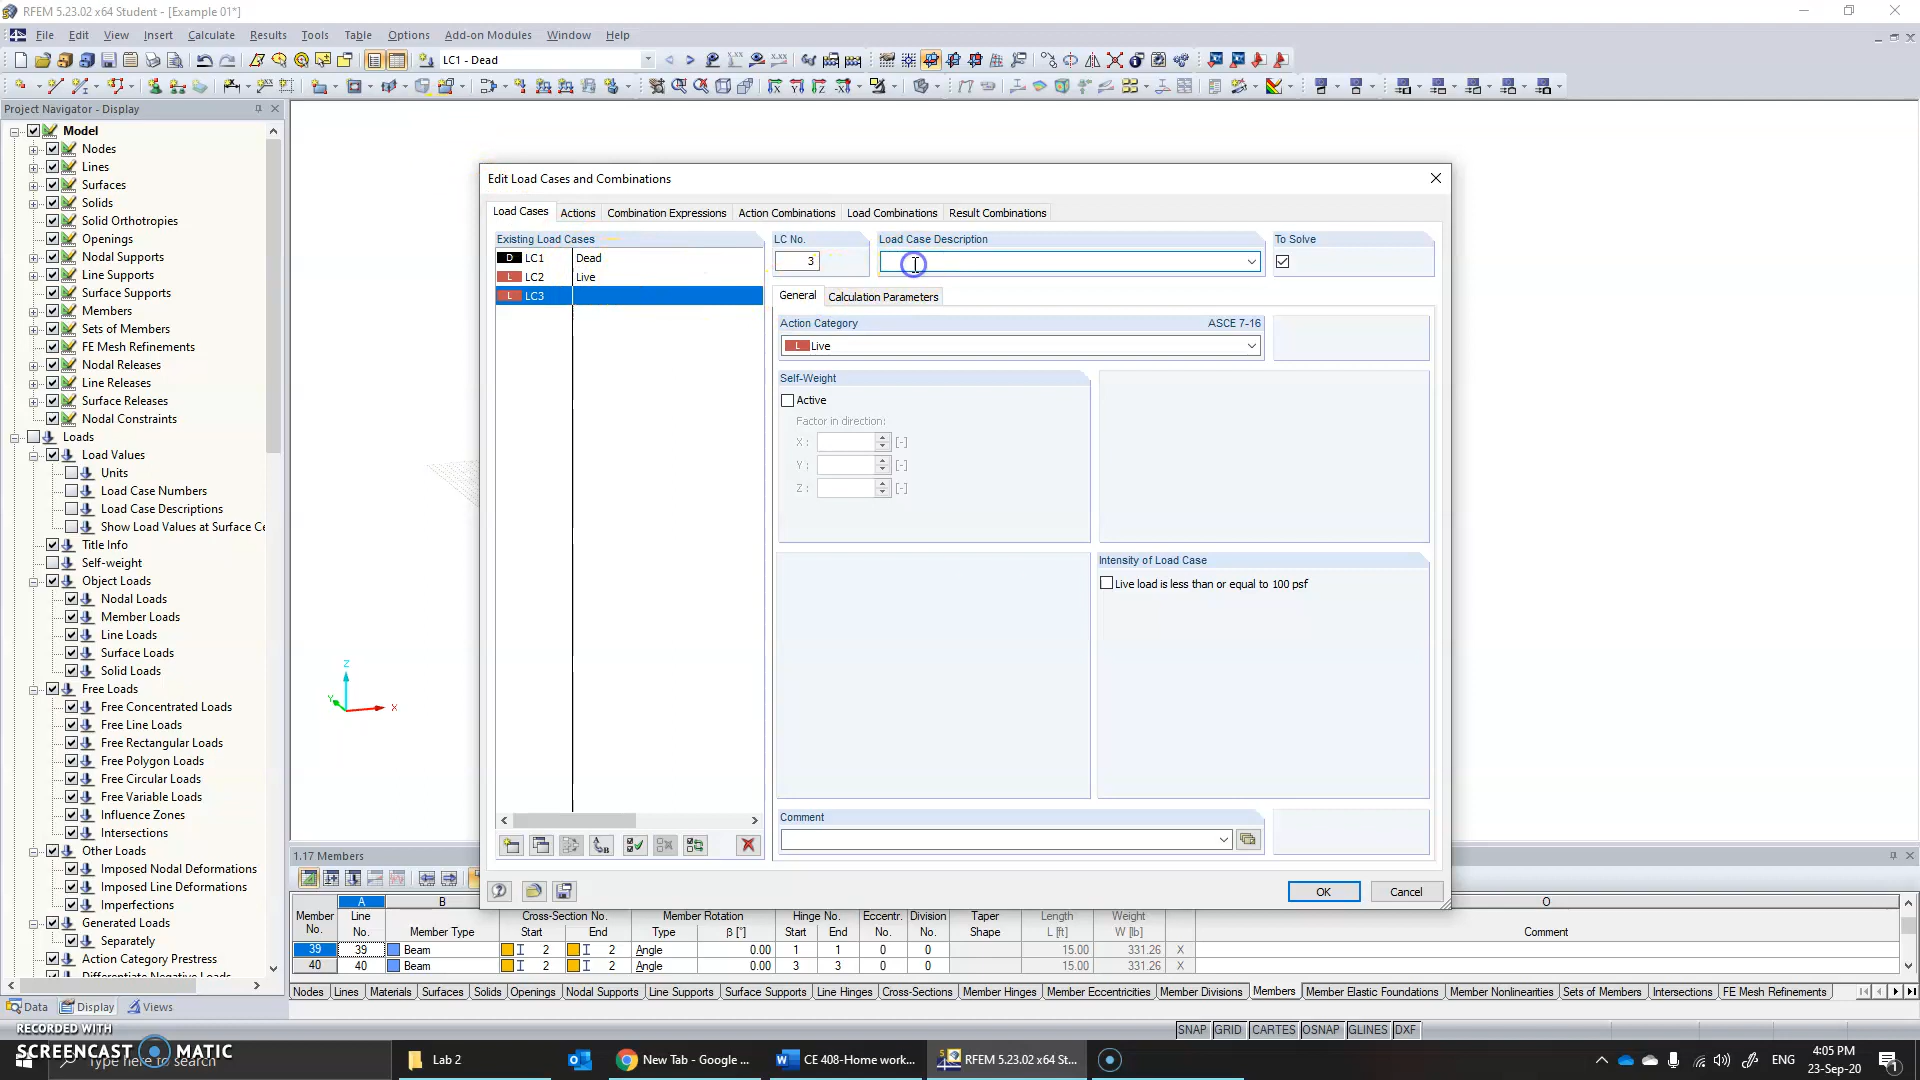 RFEM 5.23.02 x64 Student - [Example 01*]
File Edit View Insert Calculate Results Tools Table Options Add-on Modules Window Help
LC1 - Dead
Project Navigator - Display
Model
Nodes
Lines
Surfaces
Solids
Solid Orthotropies
Openings
Nodal Supports
Line Supports
Surface Supports
Members
Sets of Members
FE Mesh Refinements
Nodal Releases
Line Releases
Surface Releases
Nodal Constraints
Loads
Load Values
Units
Load Case Numbers
Load Case Descriptions
Show Load Values at Surface Ce
Title Info
Self-weight
Object Loads
Nodal Loads
Member Loads
Line Loads
Surface Loads
Solid Loads
Free Loads
Free Concentrated Loads
Free Line Loads
Free Rectangular Loads
Free Polygon Loads
Free Circular Loads
Free Variable Loads
Influence Zones
Intersections
Other Loads
Imposed Nodal Deformations
Imposed Line Deformations
Imperfections
Generated Loads
Separately
Action Category Prestress
Differentiate Negative Loads
Data Display Views
Z
Y
X
Edit Load Cases and Combinations
Load Cases Actions Combination Expressions Action Combinations Load Combinations Result Combinations
Existing Load Cases
D LC1 Dead
L LC2 Live
L LC3
LC No.
3
Load Case Description
To Solve
General Calculation Parameters
Action Category ASCE 7-16
L Live
Self-Weight
Active
Factor in direction:
X : [-]
Y : [-]
Z : [-]
Intensity of Load Case
Live load is less than or equal to 100 psf
Comment
OK Cancel
1.17 Members
A B O
Member No. Line No. Member Type Cross-Section No. Start End Member Rotation Type β [°] Hinge No. Start End Eccentr. No. Division No. Taper Shape Length L [ft] Weight W [lb] Comment
39 39 Beam 2 2 Angle 0.00 1 1 0 0 15.00 331.26 X
40 40 Beam 2 2 Angle 0.00 3 3 0 0 15.00 331.26 X
Nodes Lines Materials Surfaces Solids Openings Nodal Supports Line Supports Surface Supports Line Hinges Cross-Sections Member Hinges Member Eccentricities Member Divisions Members Member Elastic Foundations Member Nonlinearities Sets of Members Intersections FE Mesh Refinements
SNAP GRID CARTES OSNAP GLINES DXF
RECORDED WITH
SCREENCAST MATIC
Type here to search
Lab 2
New Tab - Google ...
CE 408-Home work...
RFEM 5.23.02 x64 St...
ENG
4:05 PM
23-Sep-20
1